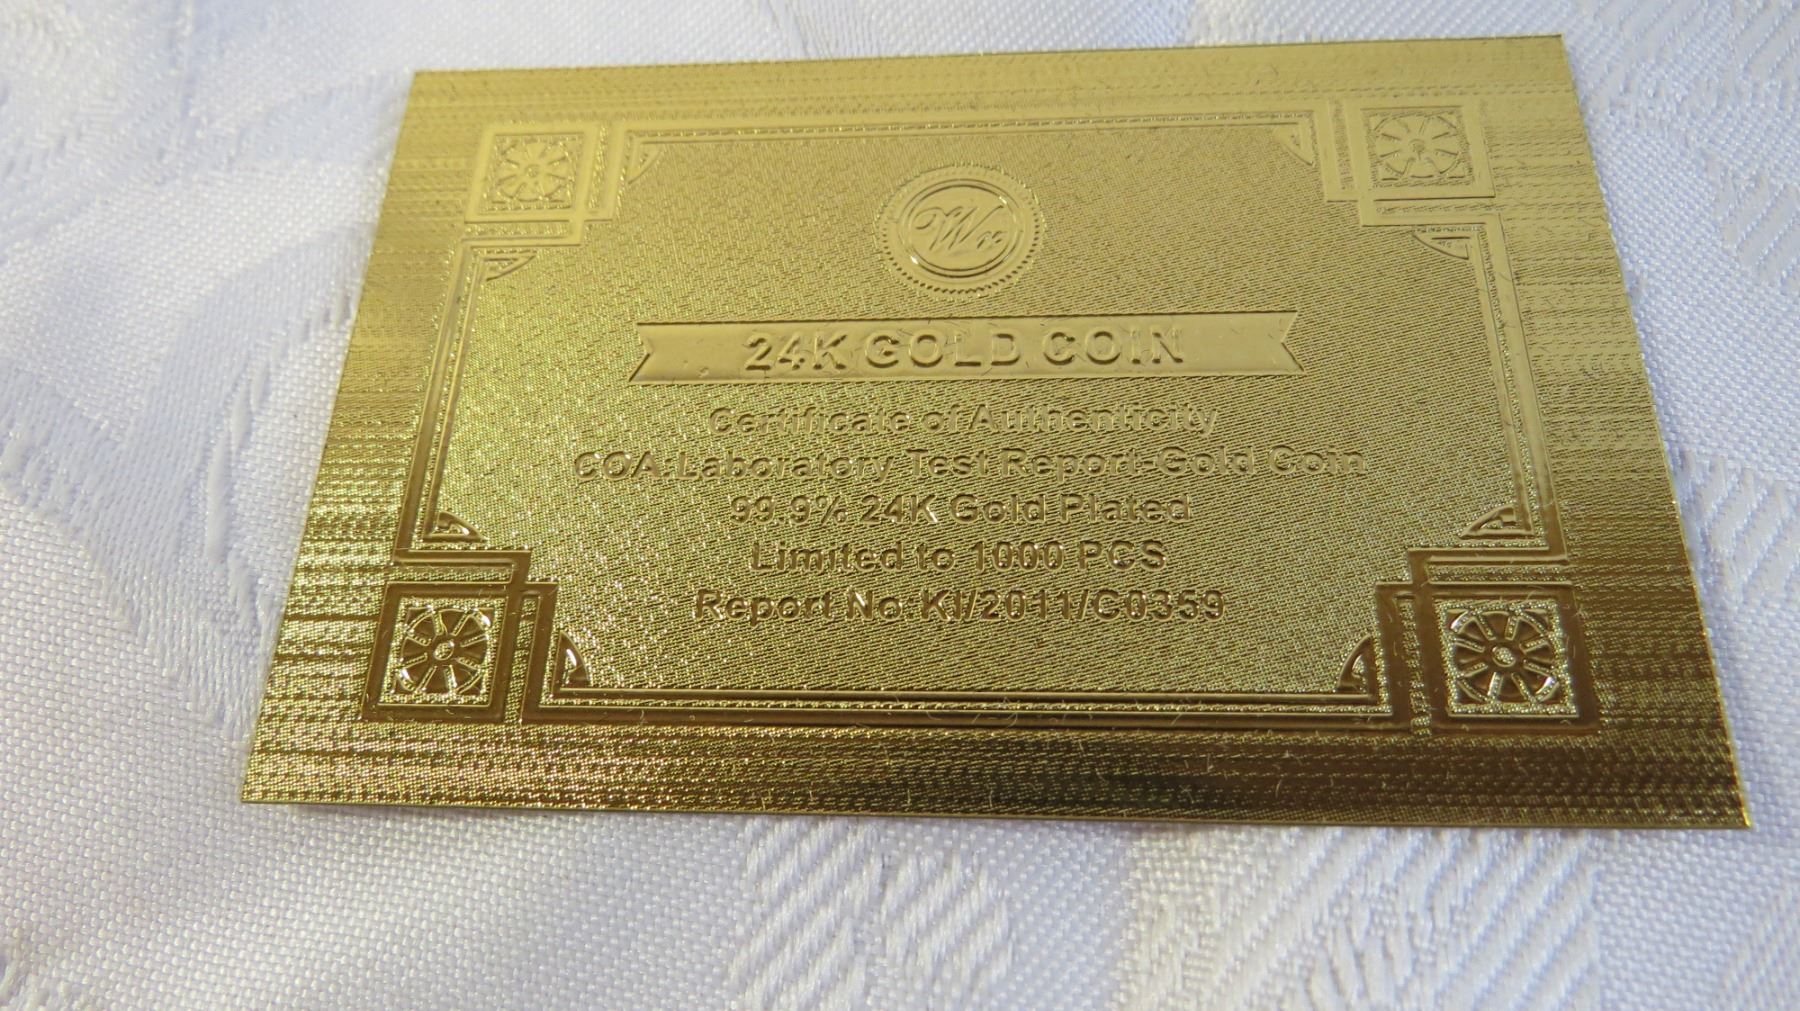 Wr
24K GOLD COIN
Certificate of Authenticity
COA:Laboratory Test Report-Gold Coin
99.9% 24K Gold Plated
Limited to 1000 PCS
Report No:KI/2011/C0359